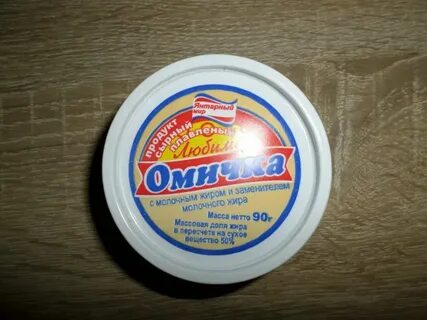 Янтарный
мир
продукт
сырный
плавленый
Омичка
с молочным жиром и заменителем
молочного жира
Масса нетто 90г
Массовая доля жира
в пересчете на сухое
вещество 50%